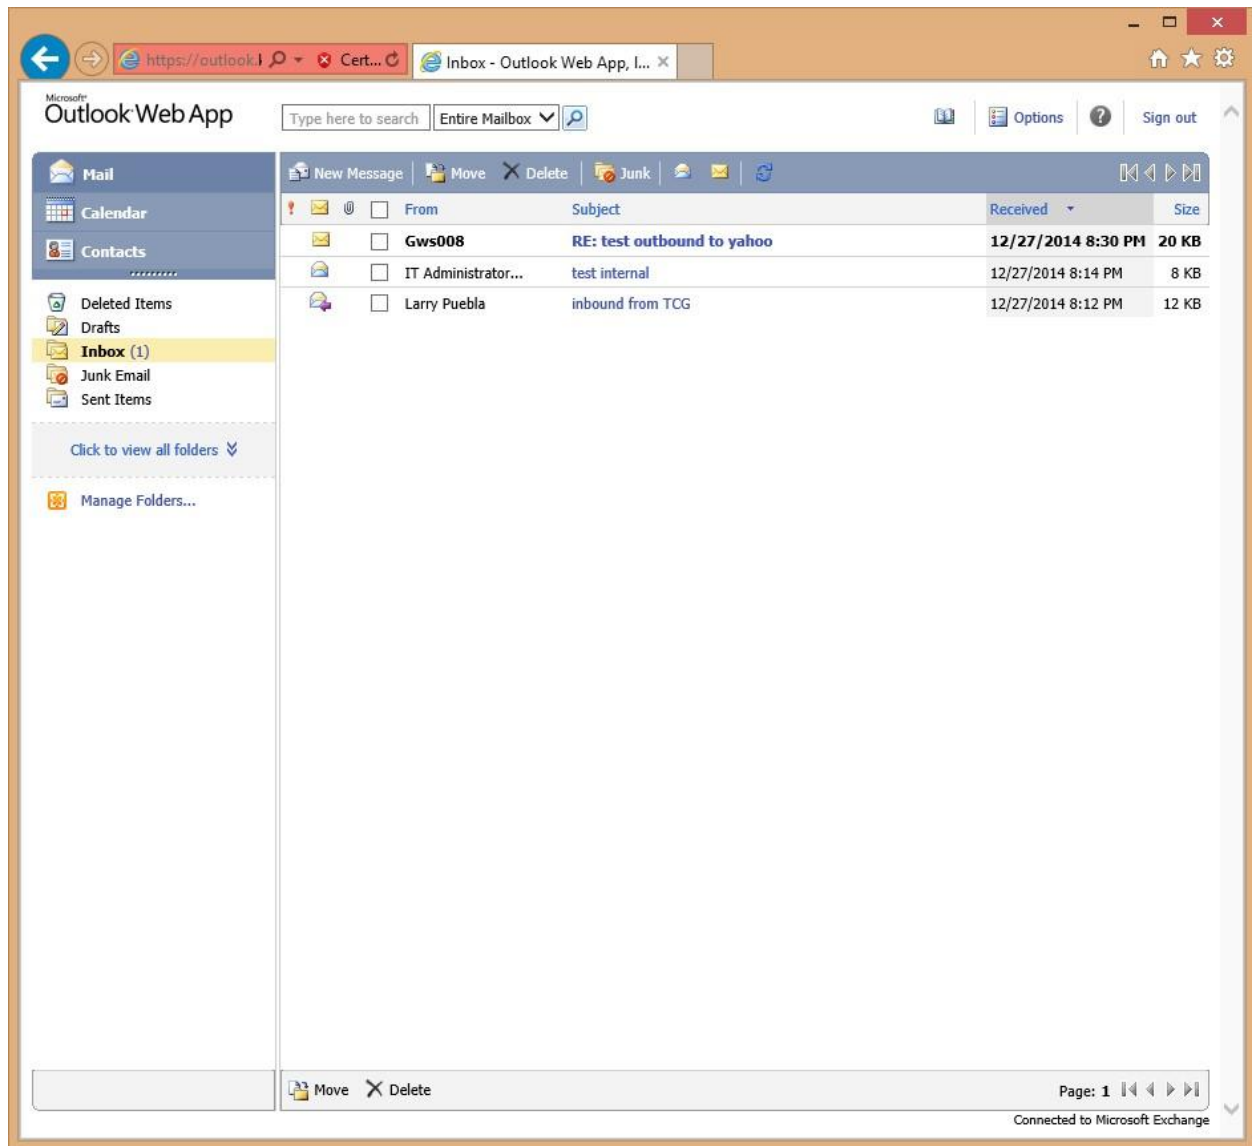 https://outlook. Cert...
Inbox - Outlook Web App, I...
Microsoft
Outlook Web App
Type here to search Entire Mailbox
Options Sign out
Mail
Calendar
Contacts
New Message Move Delete Junk
From Subject Received Size
Gws008 RE: test outbound to yahoo 12/27/2014 8:30 PM 20 KB
IT Administrator... test internal 12/27/2014 8:14 PM 8 KB
Larry Puebla inbound from TCG 12/27/2014 8:12 PM 12 KB
Deleted Items
Drafts
Inbox (1)
Junk Email
Sent Items
Click to view all folders
Manage Folders...
Move Delete Page: 1
Connected to Microsoft Exchange